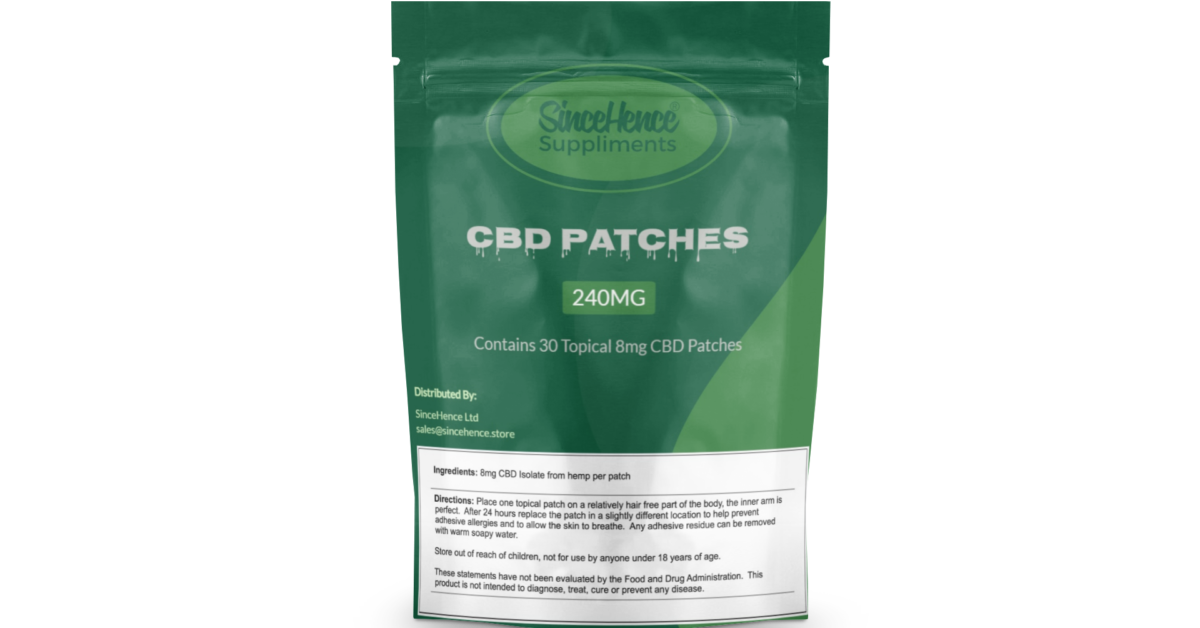 SinceHence®
Suppliments
CBD PATCHES
240MG
Contains 30 Topical 8mg CBD Patches
Distributed By:
SinceHence Ltd
sales@sincehence.store
Ingredients: 8mg CBD Isolate from hemp per patch
Directions: Place one topical patch on a relatively hair free part of the body, the inner arm is
perfect. After 24 hours replace the patch in a slightly different location to help prevent
adhesive allergies and to allow the skin to breathe. Any adhesive residue can be removed
with warm soapy water.
Store out of reach of children, not for use by anyone under 18 years of age.
These statements have not been evaluated by the Food and Drug Administration. This
product is not intended to diagnose, treat, cure or prevent any disease.